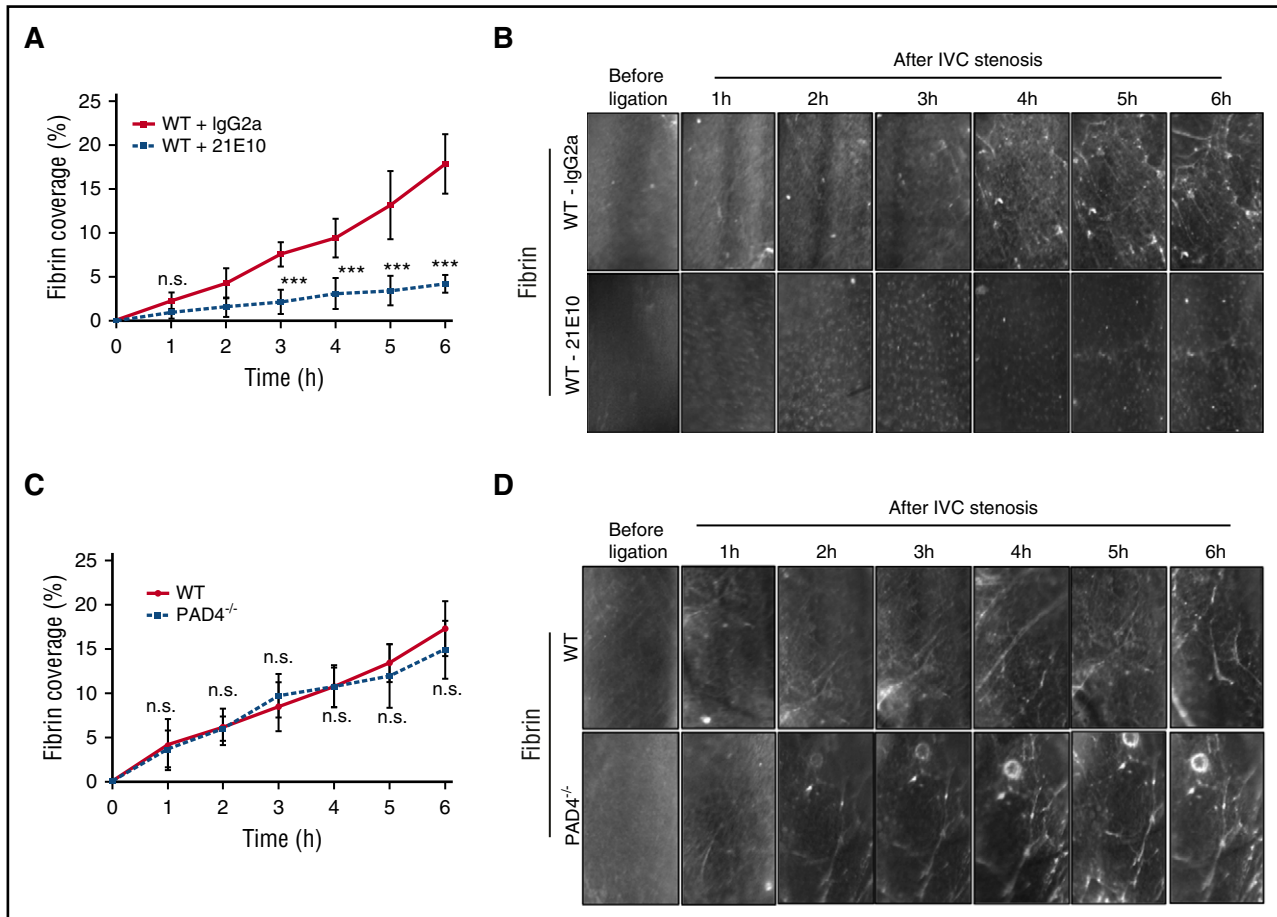 A
Fibrin coverage (%)
25
20
15
10
5
0
WT + IgG2a
WT + 21E10
n.s.
***
***
***
***
0 1 2 3 4 5 6
Time (h)
B
After IVC stenosis
Before
ligation
1h 2h 3h 4h 5h 6h
Fibrin
WT - IgG2a
WT - 21E10
C
Fibrin coverage (%)
25
20
15
10
5
0
WT
PAD4-/-
n.s.
n.s.
n.s.
n.s.
n.s.
n.s.
0 1 2 3 4 5 6
Time (h)
D
After IVC stenosis
Before
ligation
1h 2h 3h 4h 5h 6h
Fibrin
WT
PAD4-/-